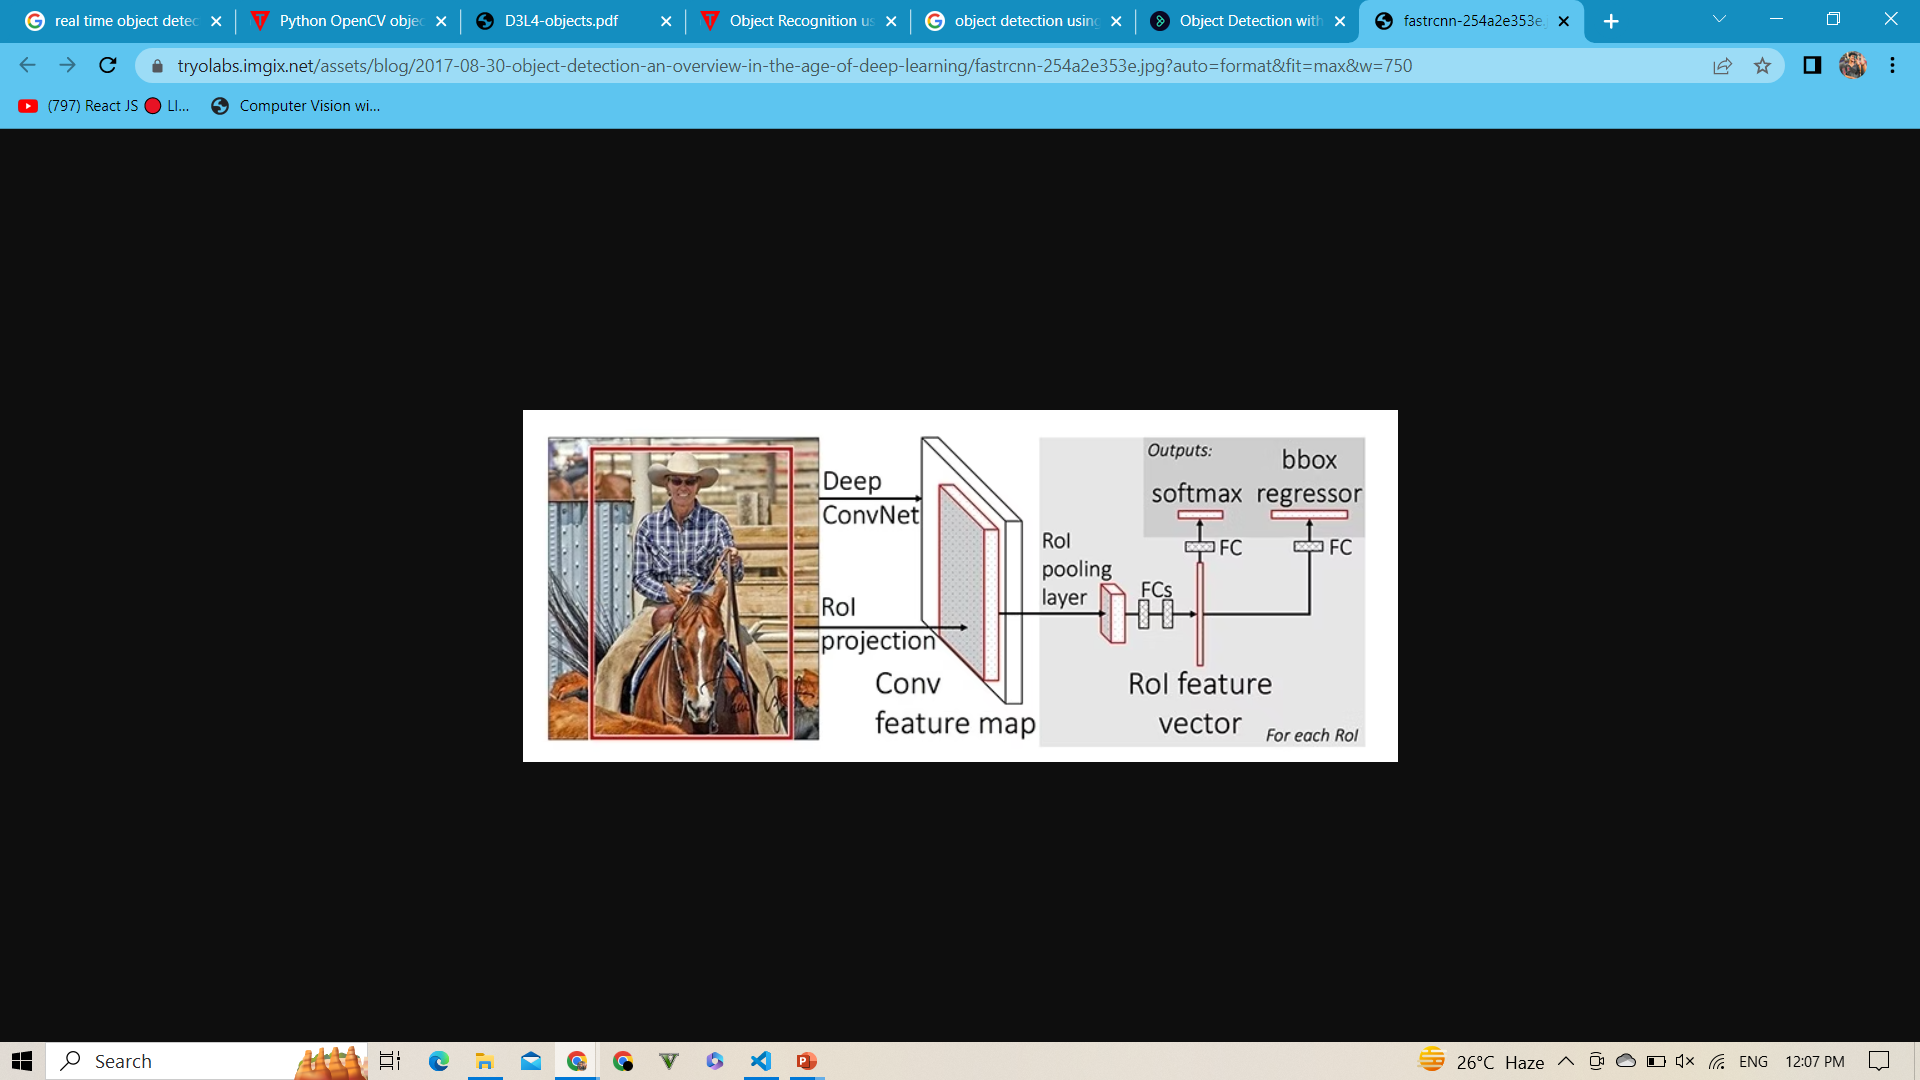 real time object detec
Python OpenCV objec
D3L4-objects.pdf
Object Recognition us
object detection using
Object Detection with
fastrcnn-254a2e353e.j
tryolabs.imgix.net/assets/blog/2017-08-30-object-detection-an-overview-in-the-age-of-deep-learning/fastrcnn-254a2e353e.jpg?auto=format&fit=max&w=750
(797) React JS 🔴 LI...
Computer Vision wi...
Deep
ConvNet
RoI
projection
Conv
feature map
RoI
pooling
layer
FCs
Outputs:
softmax
bbox
regressor
FC
FC
RoI feature
vector
For each RoI
Search
26°C Haze
ENG
12:07 PM